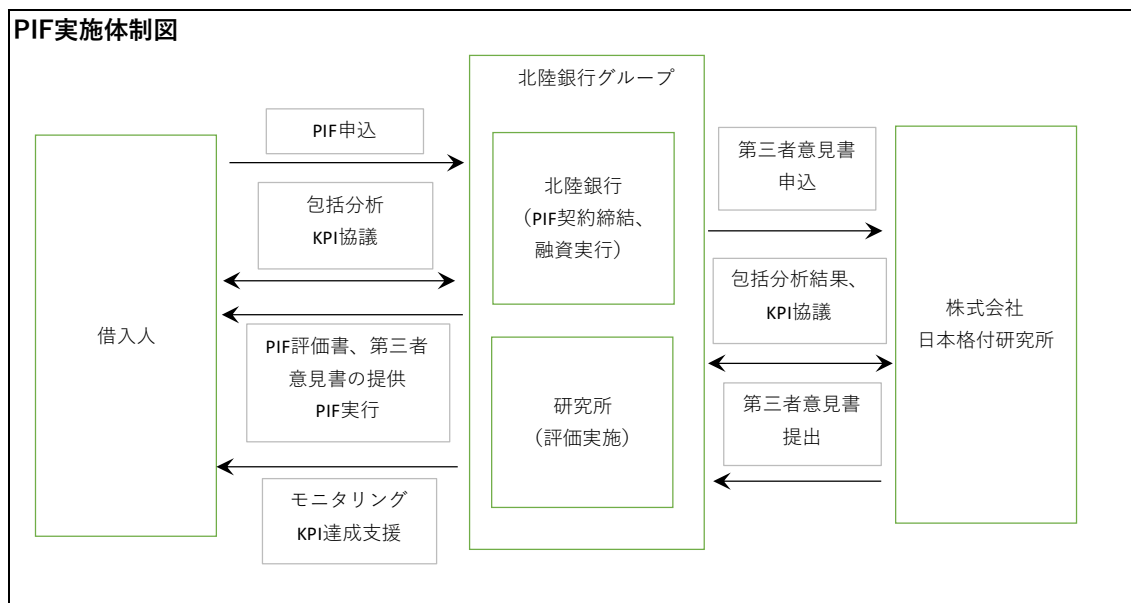 PIF実施体制図
北陸銀行グループ
PIF申込
包括分析
KPI協議
借入人
PIF評価書、第三者
意見書の提供
PIF実行
モニタリング
KPI達成支援
北陸銀行
（PIF契約締結、
融資実行）
研究所
（評価実施）
第三者意見書
申込
包括分析結果、
KPI協議
第三者意見書
提出
株式会社
日本格付研究所